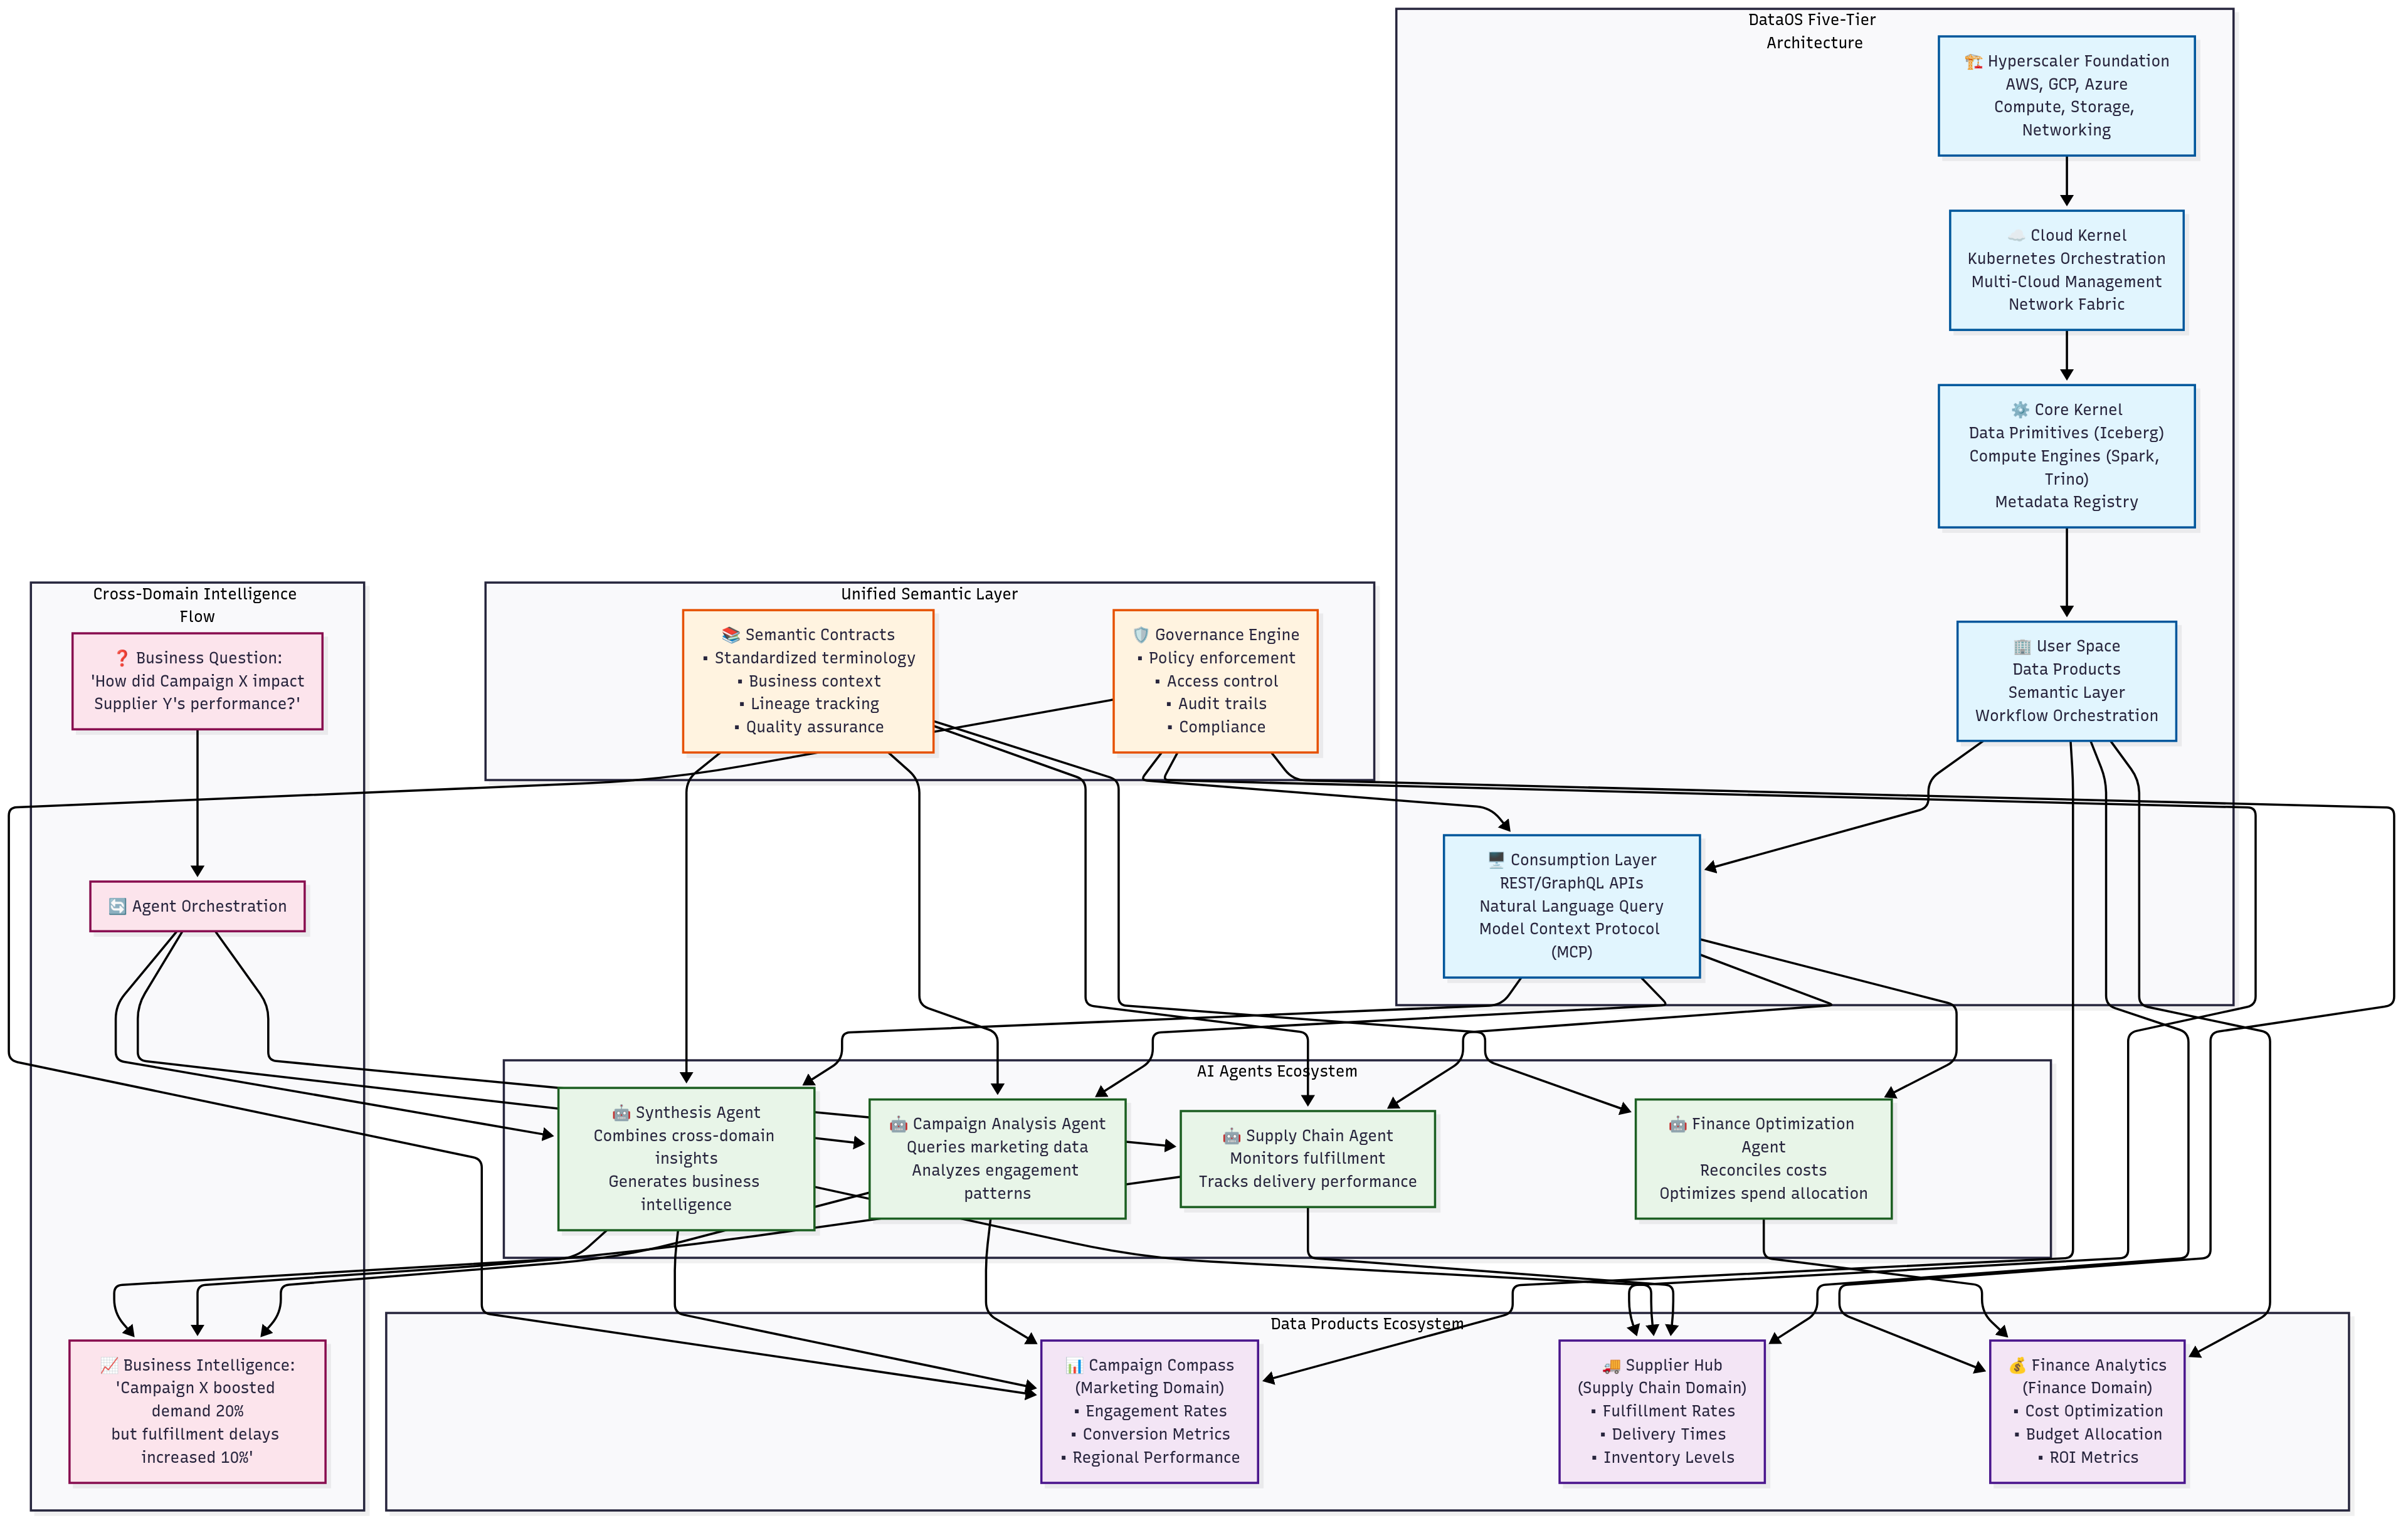 DataOS Five-Tier
Architecture
🏗️ Hyperscaler Foundation
AWS, GCP, Azure
Compute, Storage,
Networking
☁️ Cloud Kernel
Kubernetes Orchestration
Multi-Cloud Management
Network Fabric
⚙️ Core Kernel
Data Primitives (Iceberg)
Compute Engines (Spark,
Trino)
Metadata Registry
🏢 User Space
Data Products
Semantic Layer
Workflow Orchestration
🖥️ Consumption Layer
REST/GraphQL APIs
Natural Language Query
Model Context Protocol
(MCP)
Unified Semantic Layer
📚 Semantic Contracts
▪ Standardized terminology
▪ Business context
▪ Lineage tracking
▪ Quality assurance
🛡️ Governance Engine
▪ Policy enforcement
▪ Access control
▪ Audit trails
▪ Compliance
Cross-Domain Intelligence
Flow
❓ Business Question:
'How did Campaign X impact
Supplier Y's performance?'
🔄 Agent Orchestration
📈 Business Intelligence:
'Campaign X boosted
demand 20%
but fulfillment delays
increased 10%'
AI Agents Ecosystem
🤖 Synthesis Agent
Combines cross-domain
insights
Generates business
intelligence
🤖 Campaign Analysis Agent
Queries marketing data
Analyzes engagement
patterns
🤖 Supply Chain Agent
Monitors fulfillment
Tracks delivery performance
🤖 Finance Optimization
Agent
Reconciles costs
Optimizes spend allocation
Data Products Ecosystem
📊 Campaign Compass
(Marketing Domain)
▪ Engagement Rates
▪ Conversion Metrics
▪ Regional Performance
🚚 Supplier Hub
(Supply Chain Domain)
▪ Fulfillment Rates
▪ Delivery Times
▪ Inventory Levels
💰 Finance Analytics
(Finance Domain)
▪ Cost Optimization
▪ Budget Allocation
▪ ROI Metrics